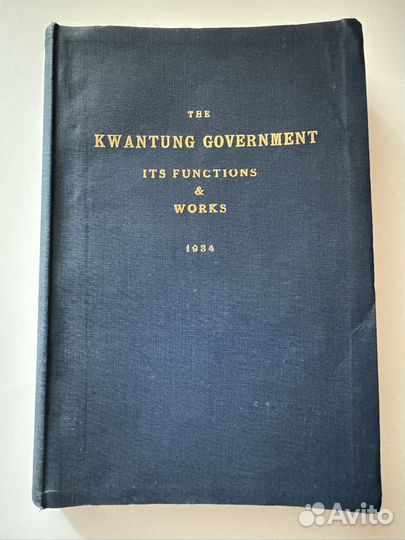 THE
KWANTUNG GOVERNMENT
ITS FUNCTIONS
&
WORKS
1934
Avito